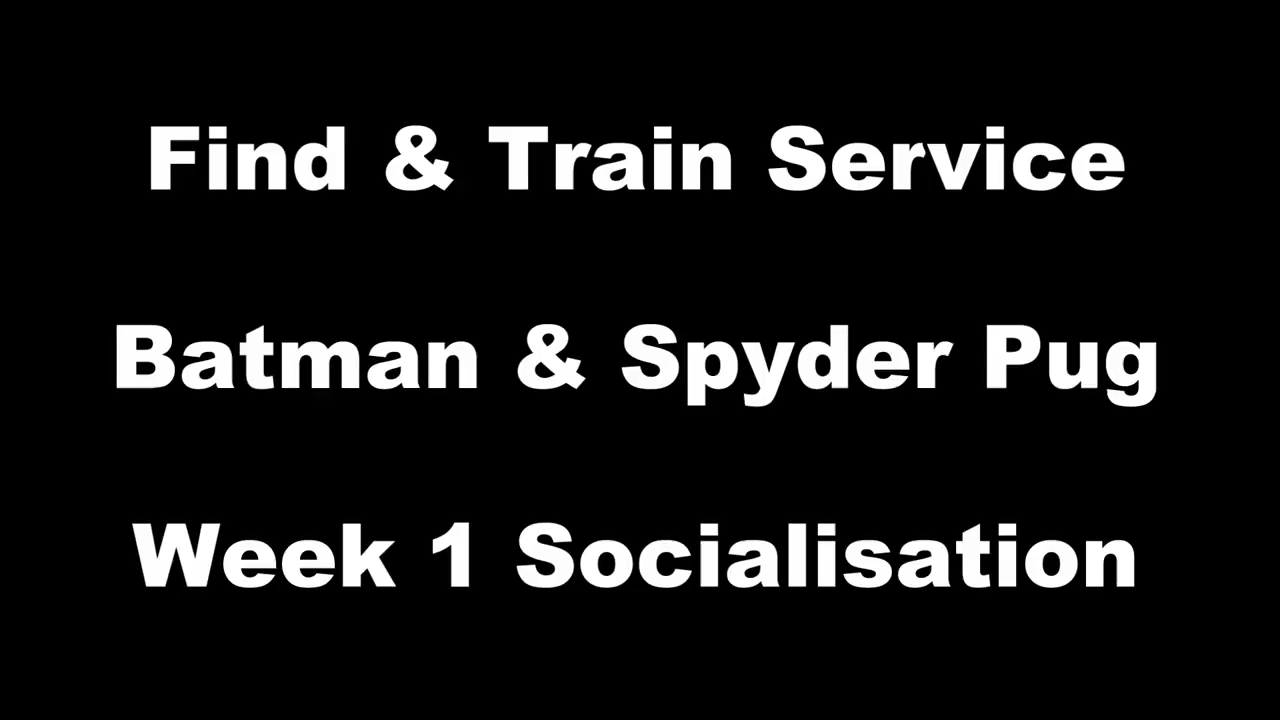 Find & Train Service
Batman & Spyder Pug
Week 1 Socialisation